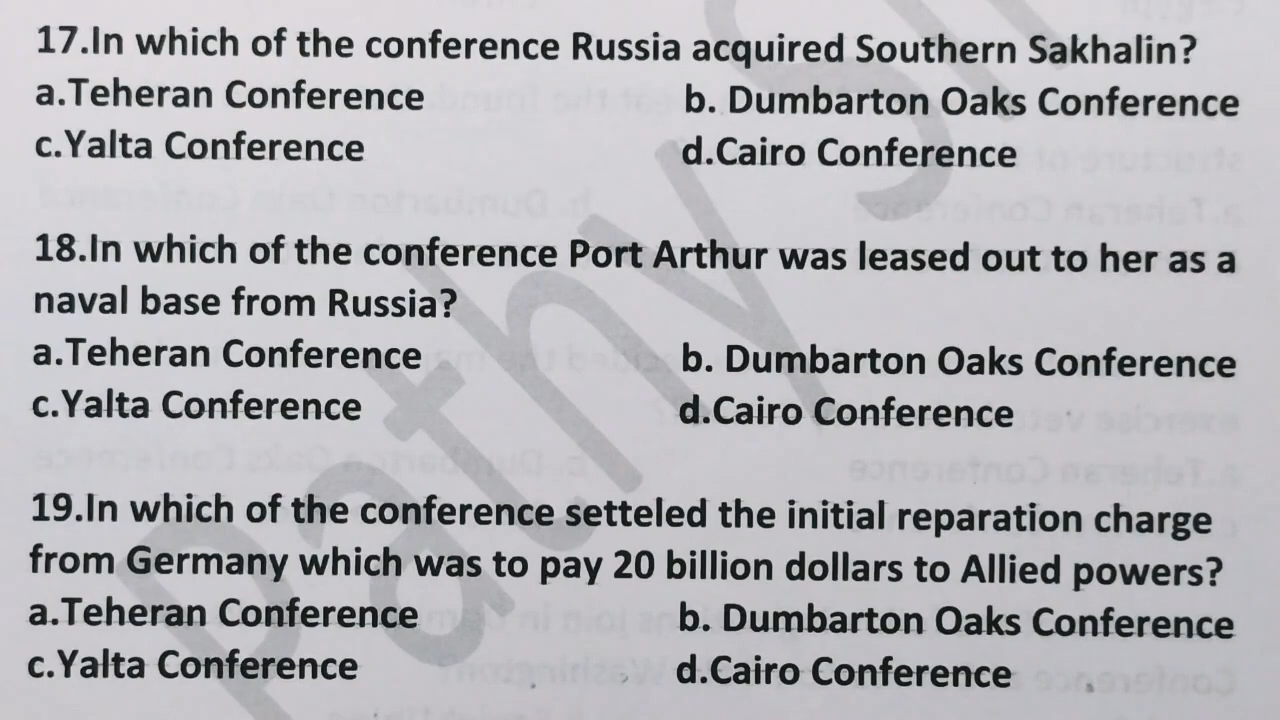 17.In which of the conference Russia acquired Southern Sakhalin?
a.Teheran Conference b. Dumbarton Oaks Conference
c.Yalta Conference d.Cairo Conference
18.In which of the conference Port Arthur was leased out to her as a
naval base from Russia?
a.Teheran Conference b. Dumbarton Oaks Conference
c.Yalta Conference d.Cairo Conference
19.In which of the conference setteled the initial reparation charge
from Germany which was to pay 20 billion dollars to Allied powers?
a.Teheran Conference b. Dumbarton Oaks Conference
c.Yalta Conference d.Cairo Conference
Pathy